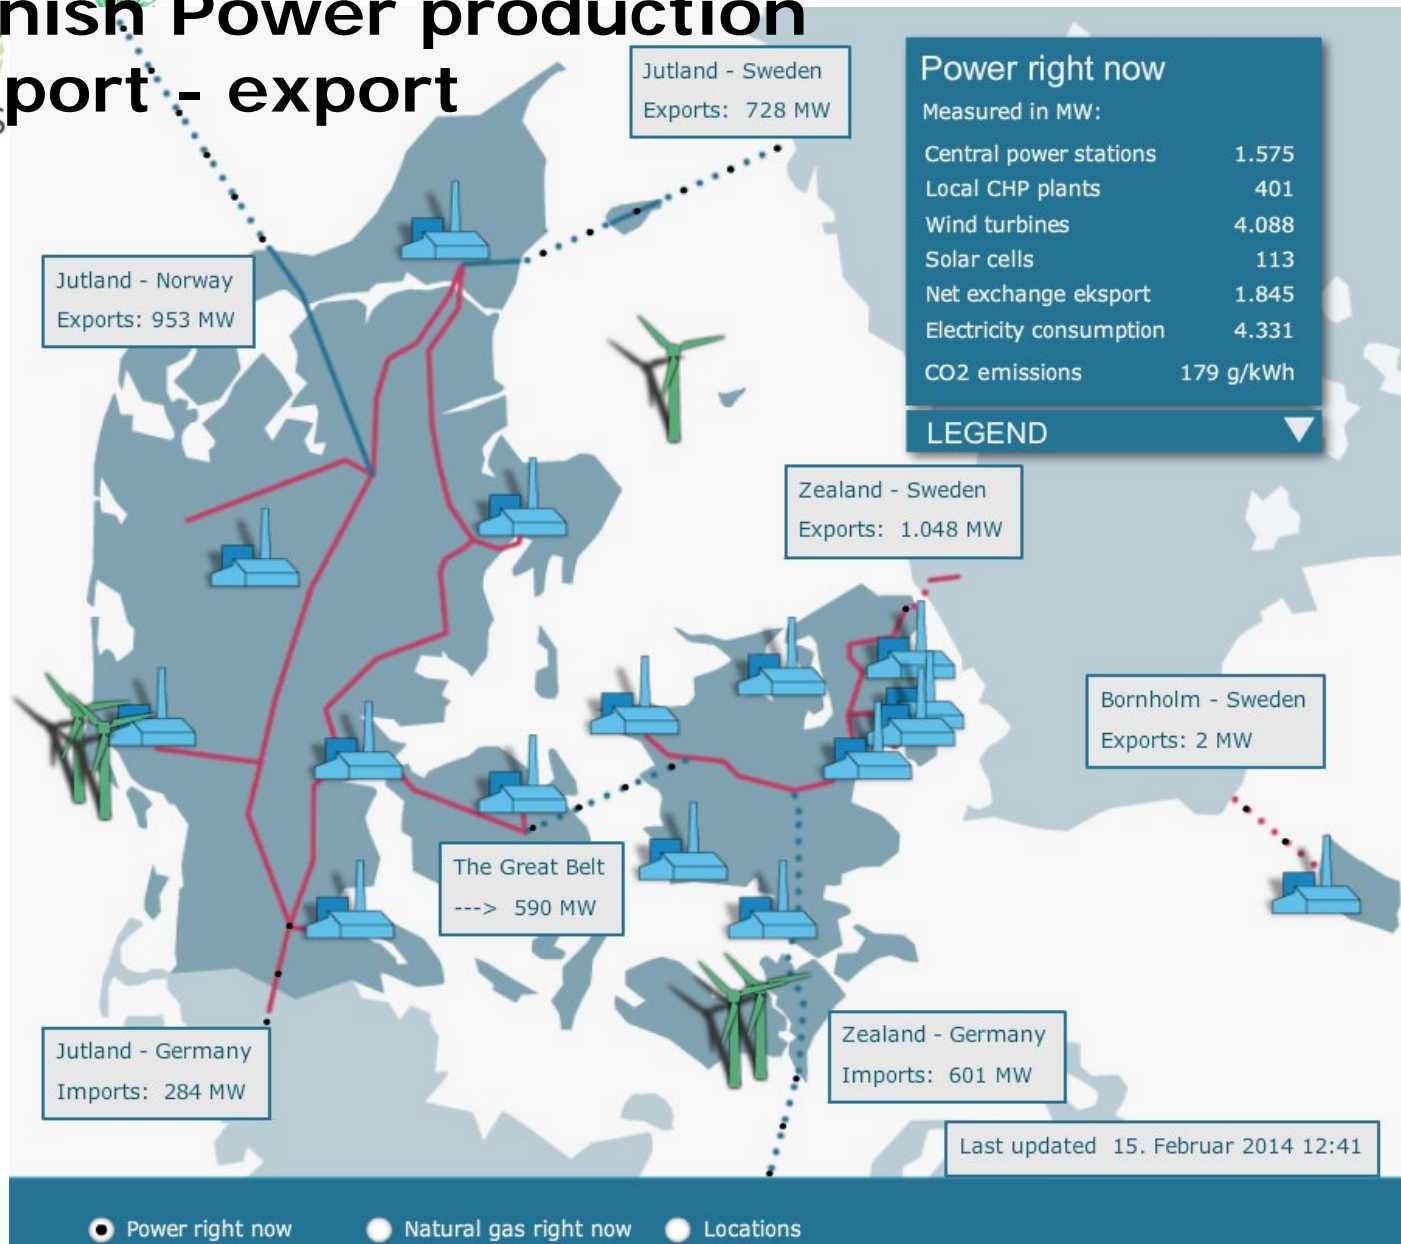 nish Power production
port - export
Jutland - Sweden
Exports: 728 MW
Power right now
Measured in MW:
Central power stations 1.575
Local CHP plants 401
Wind turbines 4.088
Solar cells 113
Net exchange eksport 1.845
Electricity consumption 4.331
CO2 emissions 179 g/kWh
LEGEND
Jutland - Norway
Exports: 953 MW
Zealand - Sweden
Exports: 1.048 MW
Bornholm - Sweden
Exports: 2 MW
The Great Belt
---> 590 MW
Jutland - Germany
Imports: 284 MW
Zealand - Germany
Imports: 601 MW
Last updated 15. Februar 2014 12:41
Power right now
Natural gas right now
Locations